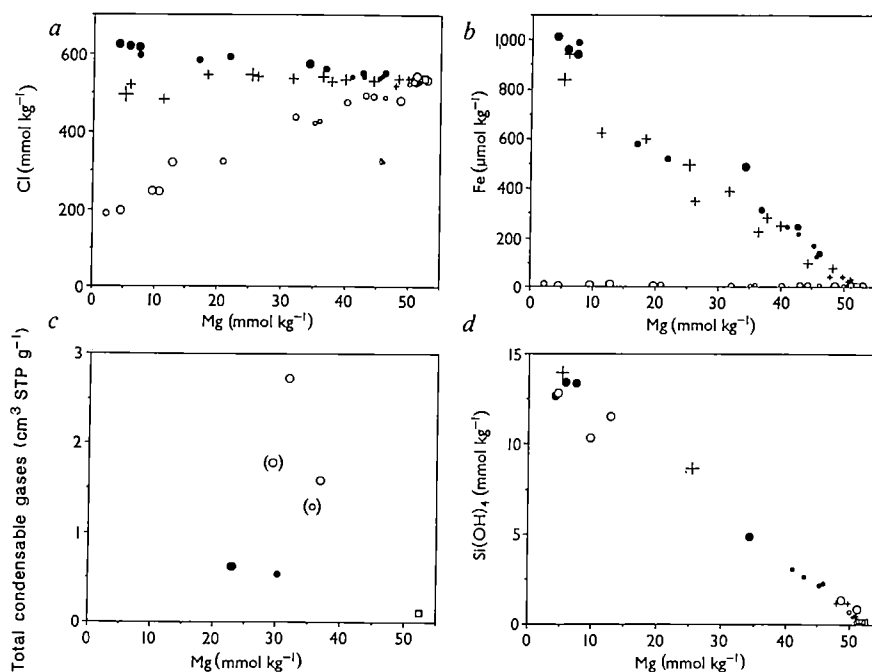 a
b
600
400
200
0
Cl (mmol kg⁻¹)
0 10 20 30 40 50
Mg (mmol kg⁻¹)
1,000
800
600
400
200
0
Fe (μmol kg⁻¹)
0 10 20 30 40 50
Mg (mmol kg⁻¹)
c
d
3
2
1
0
Total condensable gases (cm³ STP g⁻¹)
0 10 20 30 40 50
Mg (mmol kg⁻¹)
15
10
5
0
Si(OH)₄ (mmol kg⁻¹)
0 10 20 30 40 50
Mg (mmol kg⁻¹)